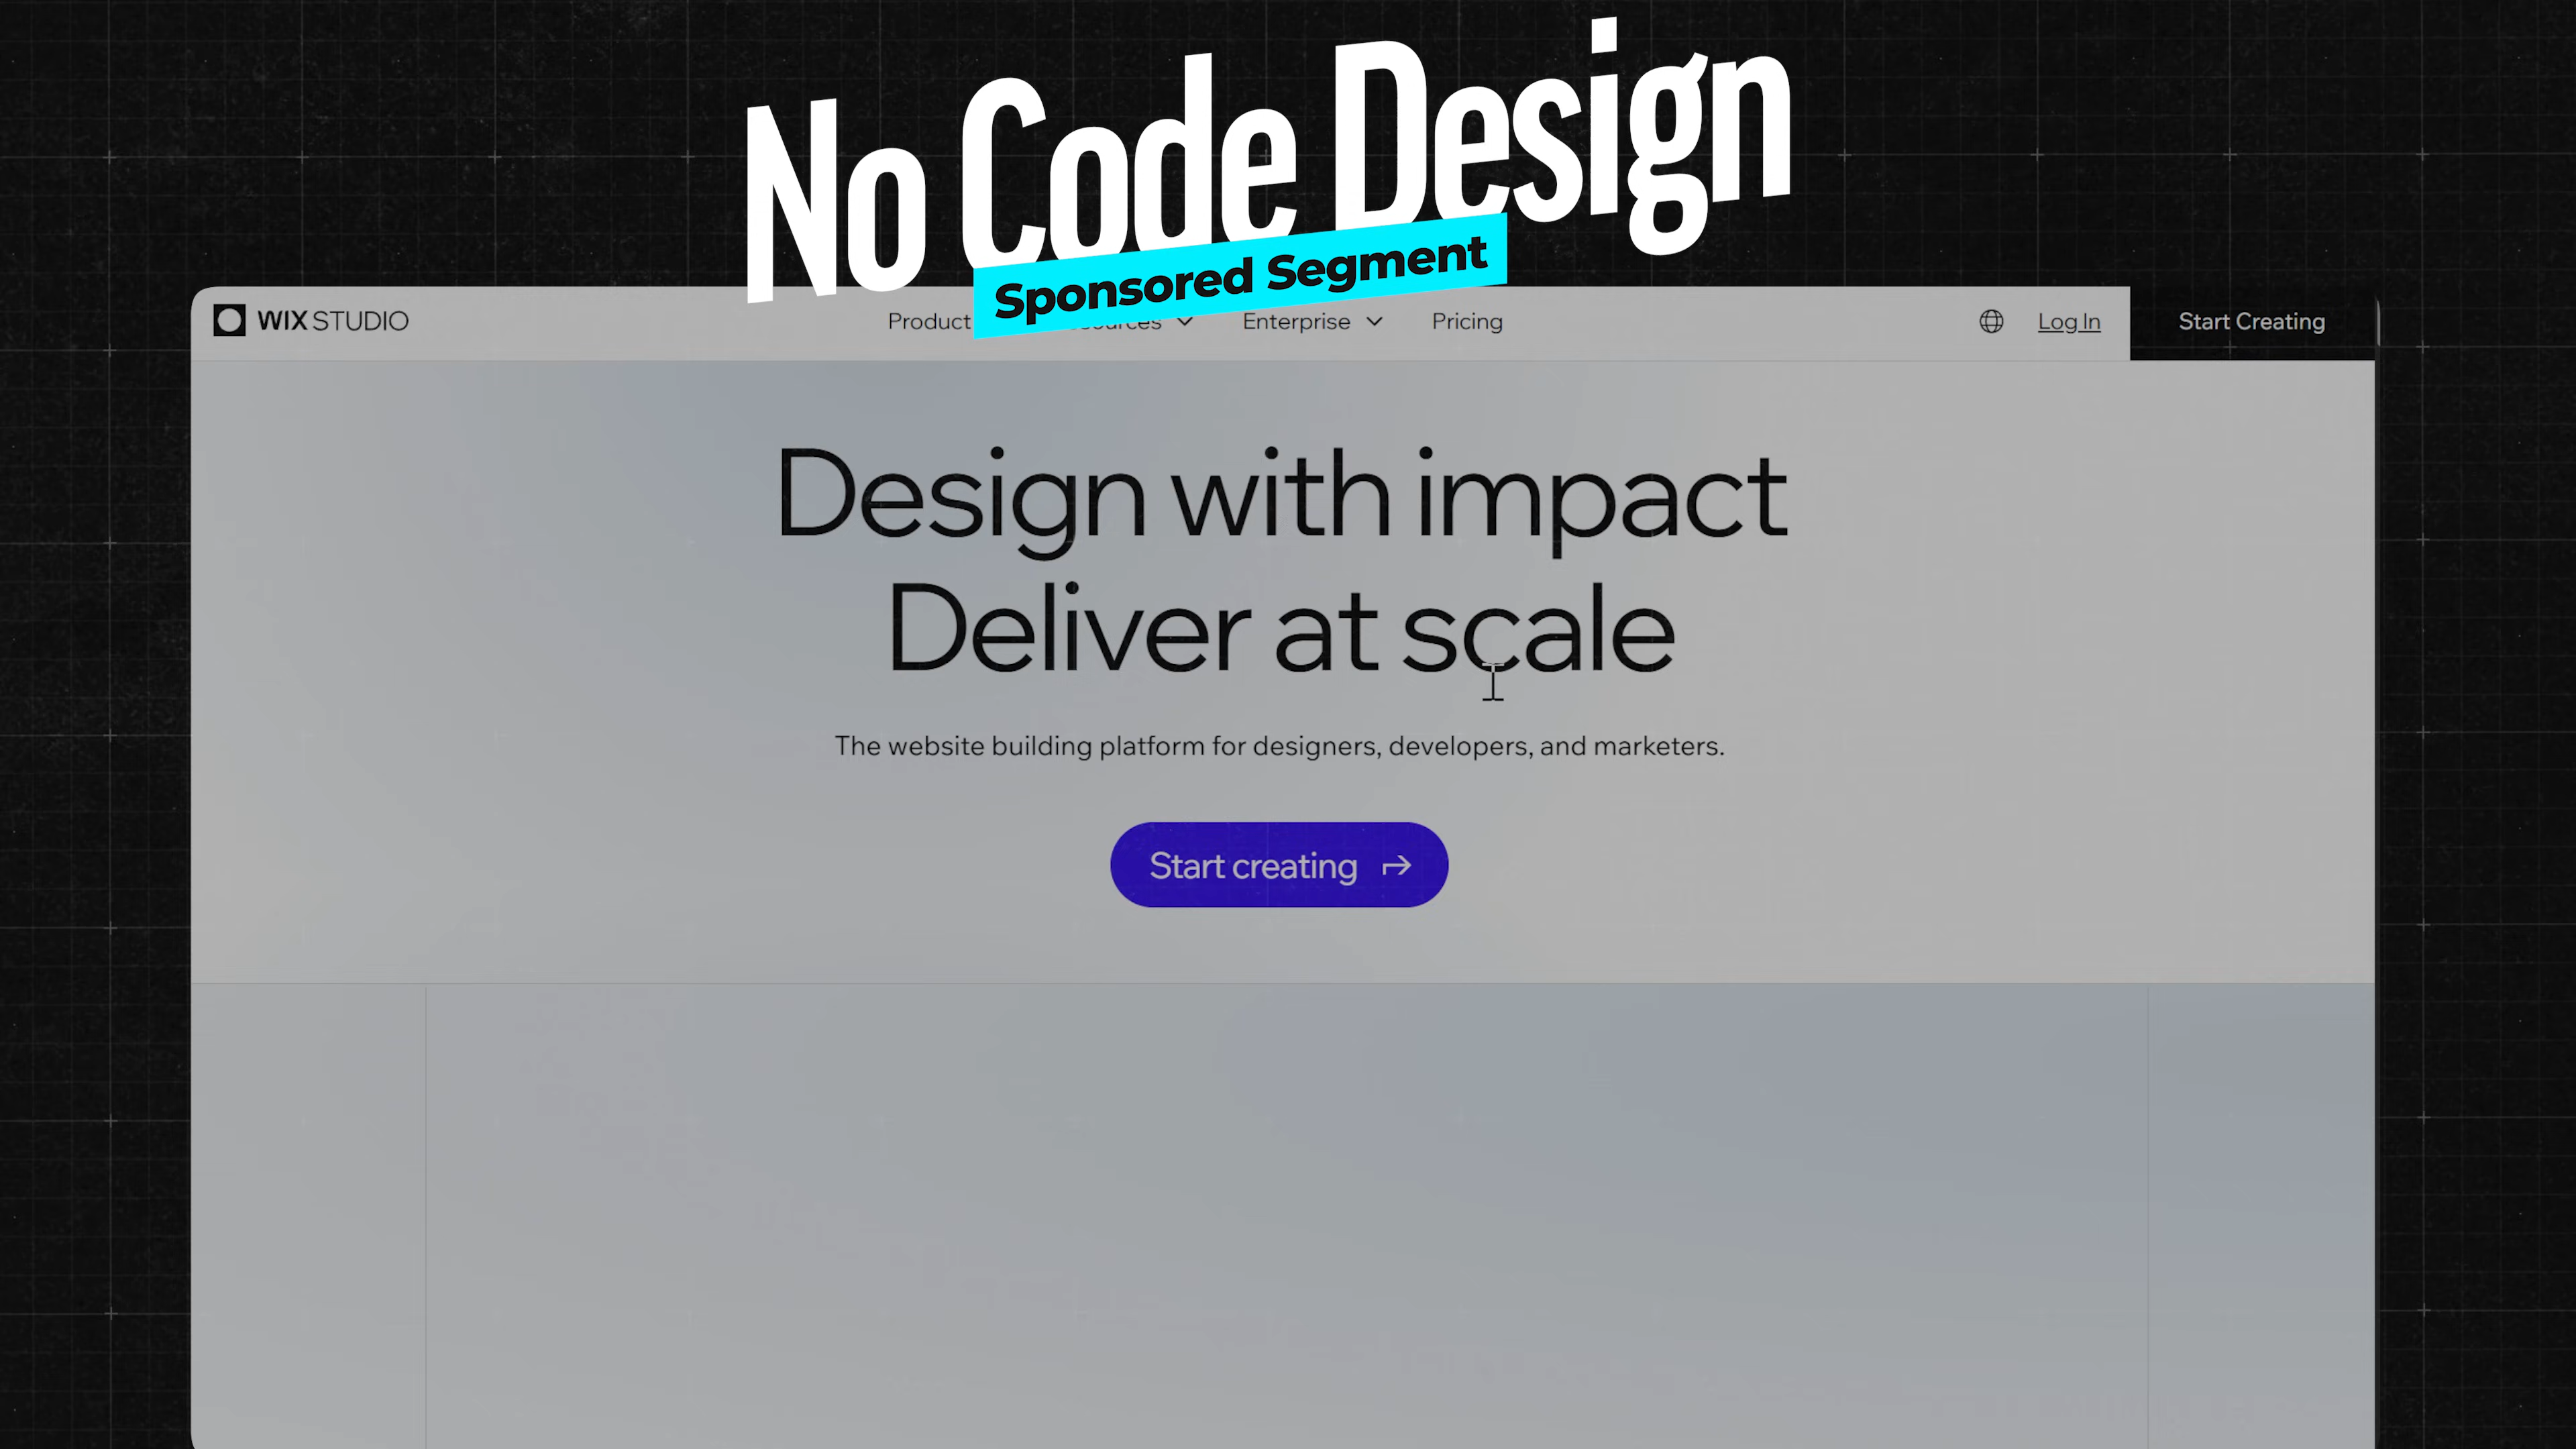 No Code Design
Sponsored Segment
WIX STUDIO
Product
Enterprise
Pricing
Log In
Start Creating
Design with impact
Deliver at scale
The website building platform for designers, developers, and marketers.
Start creating